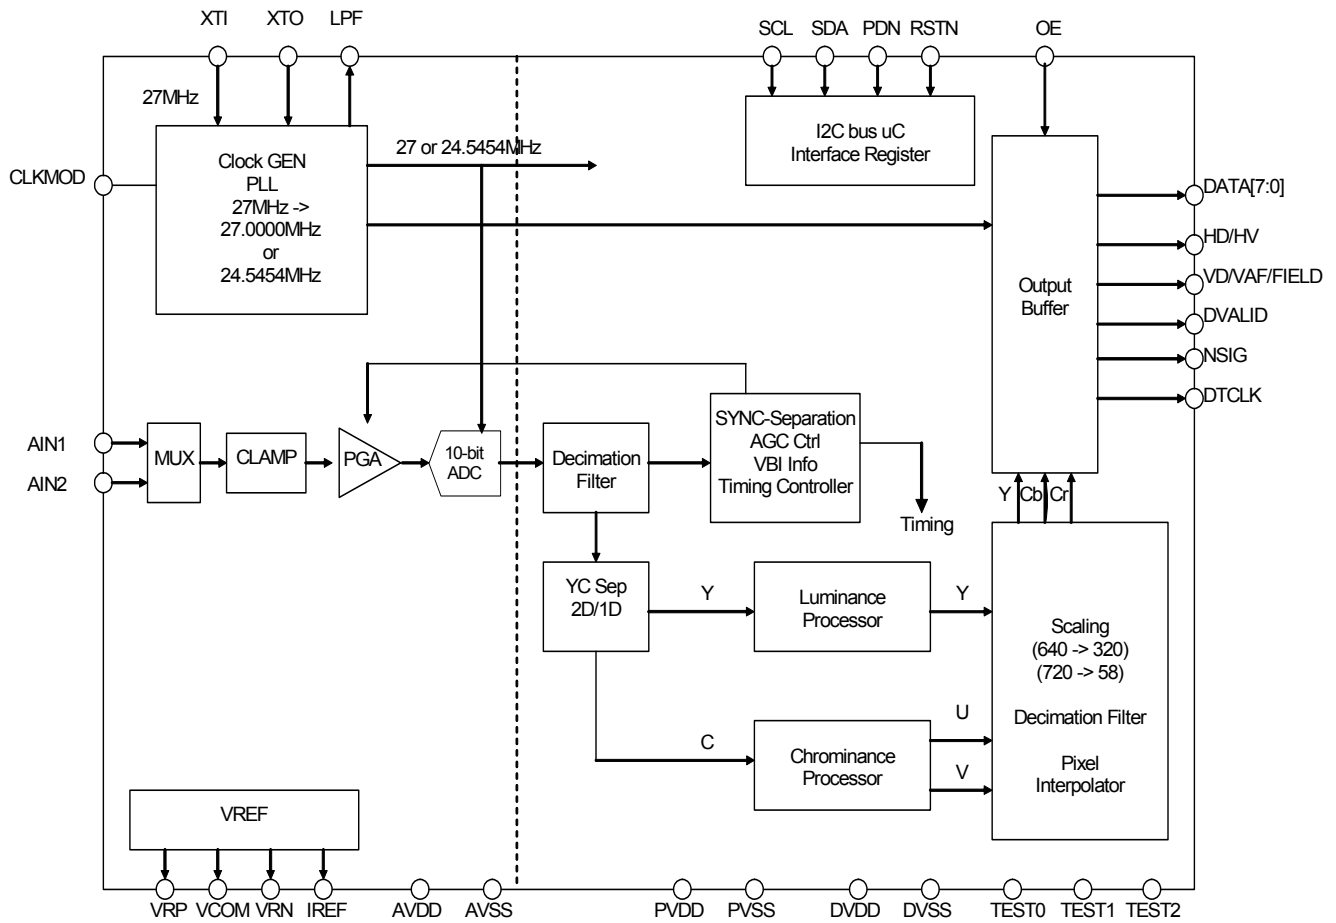 XTI
XTO
LPF
SCL
SDA
PDN
RSTN
OE
27MHz
CLKMOD
Clock GEN
PLL
27MHz ->
27.0000MHz
or
24.5454MHz
27 or 24.5454MHz
I2C bus uC
Interface Register
Output
Buffer
DATA[7:0]
HD/HV
VD/VAF/FIELD
DVALID
NSIG
DTCLK
AIN1
AIN2
MUX
CLAMP
PGA
10-bit
ADC
Decimation
Filter
SYNC-Separation
AGC Ctrl
VBI Info
Timing Controller
Timing
Y
Cb
Cr
YC Sep
2D/1D
Y
Luminance
Processor
Y
C
Chrominance
Processor
U
V
Scaling
(640 -> 320)
(720 -> 58)
Decimation Filter
Pixel
Interpolator
VREF
VRP
VCOM
VRN
IREF
AVDD
AVSS
PVDD
PVSS
DVDD
DVSS
TEST0
TEST1
TEST2